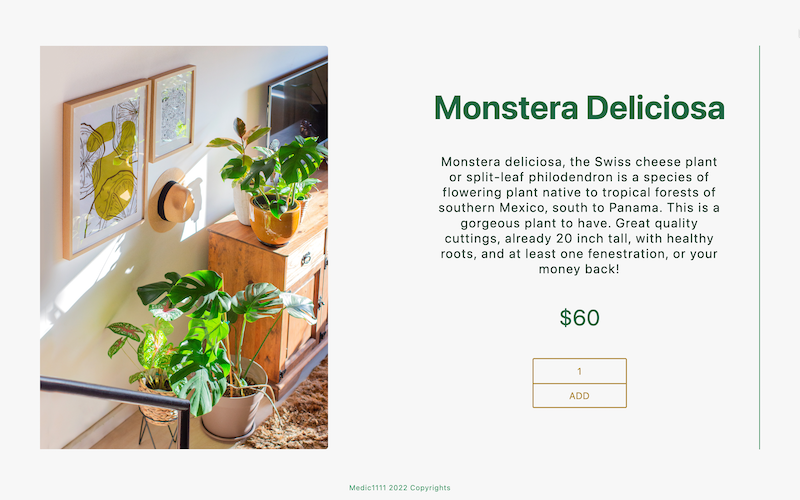 Monstera Deliciosa
Monstera deliciosa, the Swiss cheese plant
or split-leaf philodendron is a species of
flowering plant native to tropical forests of
southern Mexico, south to Panama. This is a
gorgeous plant to have. Great quality
cuttings, already 20 inch tall, with healthy
roots, and at least one fenestration, or your
money back!
$60
1
ADD
Medic1111 2022 Copyrights